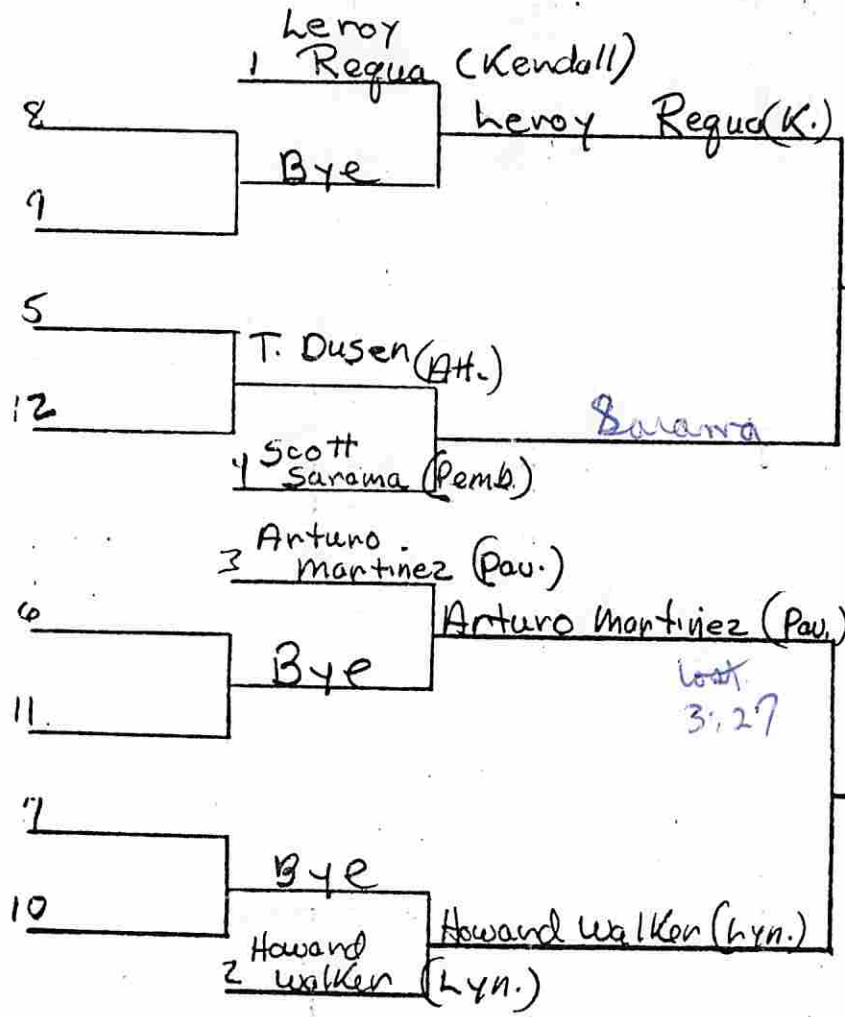 Leroy
1 Requa (Kendall)
8
Leroy Requa (K.)
Bye
9
5
T. Dusen (Att.)
12
Sarama
4 Scott
Sarama (Pemb.)
Arturo
3 Martinez (Pav.)
6
Arturo Martinez (Pav.)
Bye
lost
3:27
11
7
Bye
10
Howard Walker (Lyn.)
Howard
2 Walker (Lyn.)